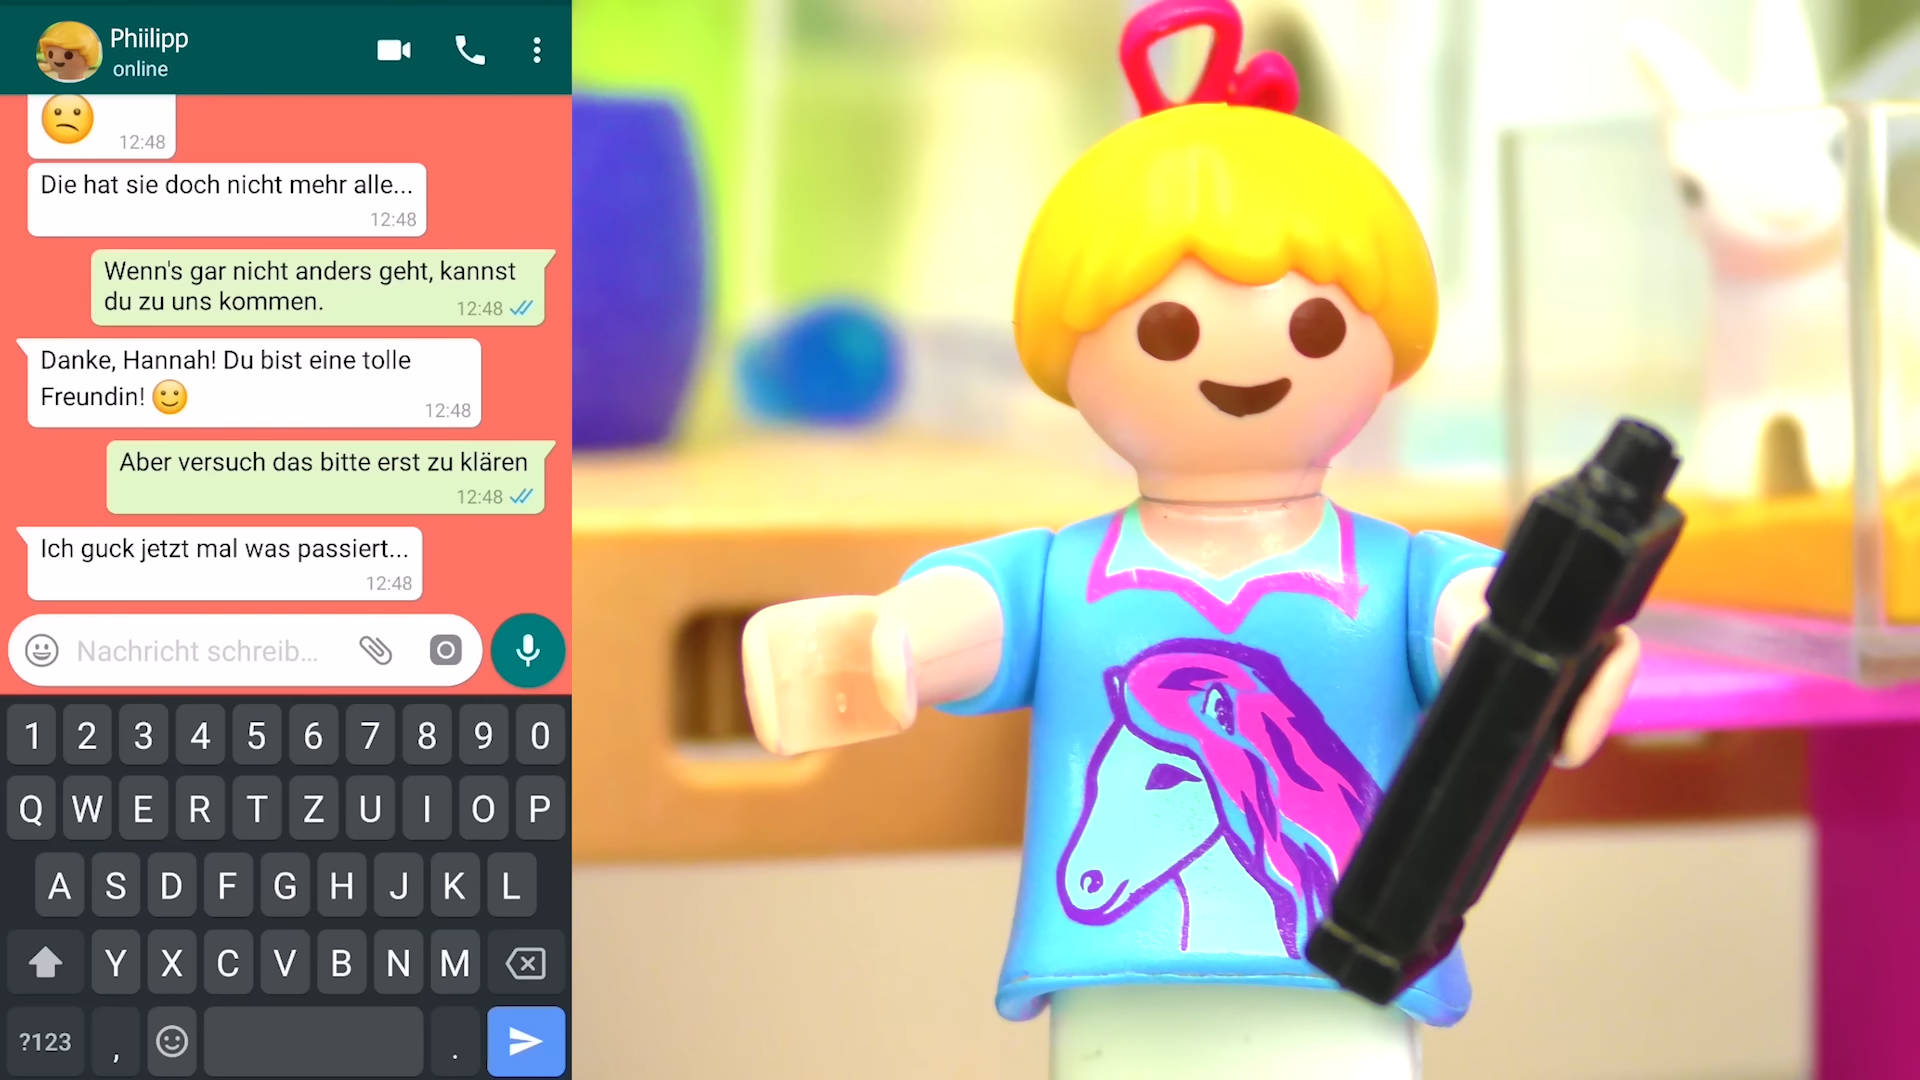 Phiilipp
online
12:48
Die hat sie doch nicht mehr alle...
12:48
Wenn's gar nicht anders geht, kannst
du zu uns kommen.
12:48
Danke, Hannah! Du bist eine tolle
Freundin!
12:48
Aber versuch das bitte erst zu klären
12:48
Ich guck jetzt mal was passiert...
12:48
Nachricht schreib...
1 2 3 4 5 6 7 8 9 0
Q W E R T Z U I O P
A S D F G H J K L
Y X C V B N M
?123 , .